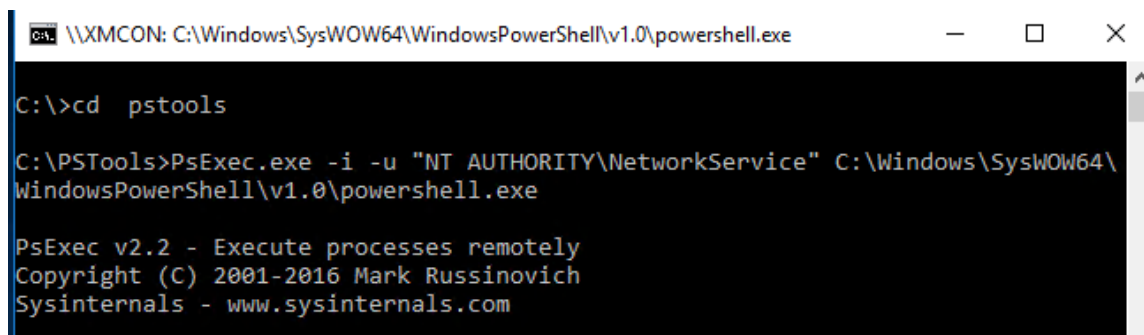 \\XMCON: C:\Windows\SysWOW64\WindowsPowerShell\v1.0\powershell.exe
C:\>cd  pstools
C:\PSTools>PsExec.exe -i -u "NT AUTHORITY\NetworkService" C:\Windows\SysWOW64\
WindowsPowerShell\v1.0\powershell.exe
PsExec v2.2 - Execute processes remotely
Copyright (C) 2001-2016 Mark Russinovich
Sysinternals - www.sysinternals.com